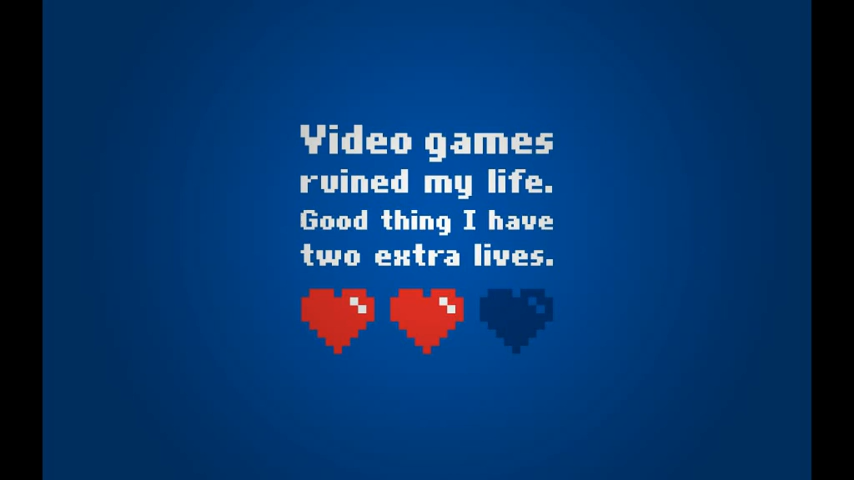 Video games
ruined my life.
Good thing I have
two extra lives.